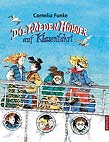 Cornelia Funke
DIE WILDEN HÜHNER
auf Klassenfahrt